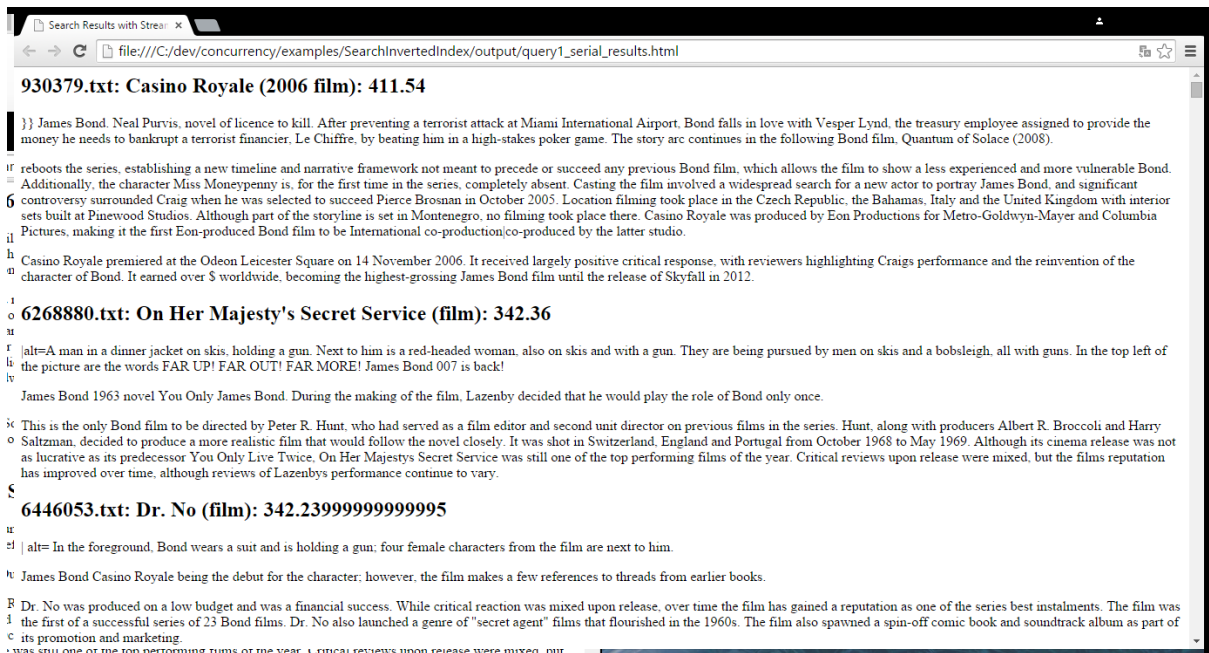 Search Results with Strear
file:///C:/dev/concurrency/examples/SearchInvertedIndex/output/query1_serial_results.html
930379.txt: Casino Royale (2006 film): 411.54
}} James Bond. Neal Purvis, novel of licence to kill. After preventing a terrorist attack at Miami International Airport, Bond falls in love with Vesper Lynd, the treasury employee assigned to provide the
money he needs to bankrupt a terrorist financier, Le Chiffre, by beating him in a high-stakes poker game. The story arc continues in the following Bond film, Quantum of Solace (2008).
reboots the series, establishing a new timeline and narrative framework not meant to precede or succeed any previous Bond film, which allows the film to show a less experienced and more vulnerable Bond.
Additionally, the character Miss Moneypenny is, for the first time in the series, completely absent. Casting the film involved a widespread search for a new actor to portray James Bond, and significant
controversy surrounded Craig when he was selected to succeed Pierce Brosnan in October 2005. Location filming took place in the Czech Republic, the Bahamas, Italy and the United Kingdom with interior
sets built at Pinewood Studios. Although part of the storyline is set in Montenegro, no filming took place there. Casino Royale was produced by Eon Productions for Metro-Goldwyn-Mayer and Columbia
Pictures, making it the first Eon-produced Bond film to be International co-production|co-produced by the latter studio.
Casino Royale premiered at the Odeon Leicester Square on 14 November 2006. It received largely positive critical response, with reviewers highlighting Craigs performance and the reinvention of the
character of Bond. It earned over $ worldwide, becoming the highest-grossing James Bond film until the release of Skyfall in 2012.
6268880.txt: On Her Majesty's Secret Service (film): 342.36
|alt=A man in a dinner jacket on skis, holding a gun. Next to him is a red-headed woman, also on skis and with a gun. They are being pursued by men on skis and a bobsleigh, all with guns. In the top left of
the picture are the words FAR UP! FAR OUT! FAR MORE! James Bond 007 is back!
James Bond 1963 novel You Only James Bond. During the making of the film, Lazenby decided that he would play the role of Bond only once.
This is the only Bond film to be directed by Peter R. Hunt, who had served as a film editor and second unit director on previous films in the series. Hunt, along with producers Albert R. Broccoli and Harry
Saltzman, decided to produce a more realistic film that would follow the novel closely. It was shot in Switzerland, England and Portugal from October 1968 to May 1969. Although its cinema release was not
as lucrative as its predecessor You Only Live Twice, On Her Majestys Secret Service was still one of the top performing films of the year. Critical reviews upon release were mixed, but the films reputation
has improved over time, although reviews of Lazenbys performance continue to vary.
6446053.txt: Dr. No (film): 342.23999999999995
| alt= In the foreground, Bond wears a suit and is holding a gun; four female characters from the film are next to him.
James Bond Casino Royale being the debut for the character; however, the film makes a few references to threads from earlier books.
Dr. No was produced on a low budget and was a financial success. While critical reaction was mixed upon release, over time the film has gained a reputation as one of the series best instalments. The film was
the first of a successful series of 23 Bond films. Dr. No also launched a genre of "secret agent" films that flourished in the 1960s. The film also spawned a spin-off comic book and soundtrack album as part of
its promotion and marketing.
was still one of the top performing films of the year. Critical reviews upon release were mixed, but